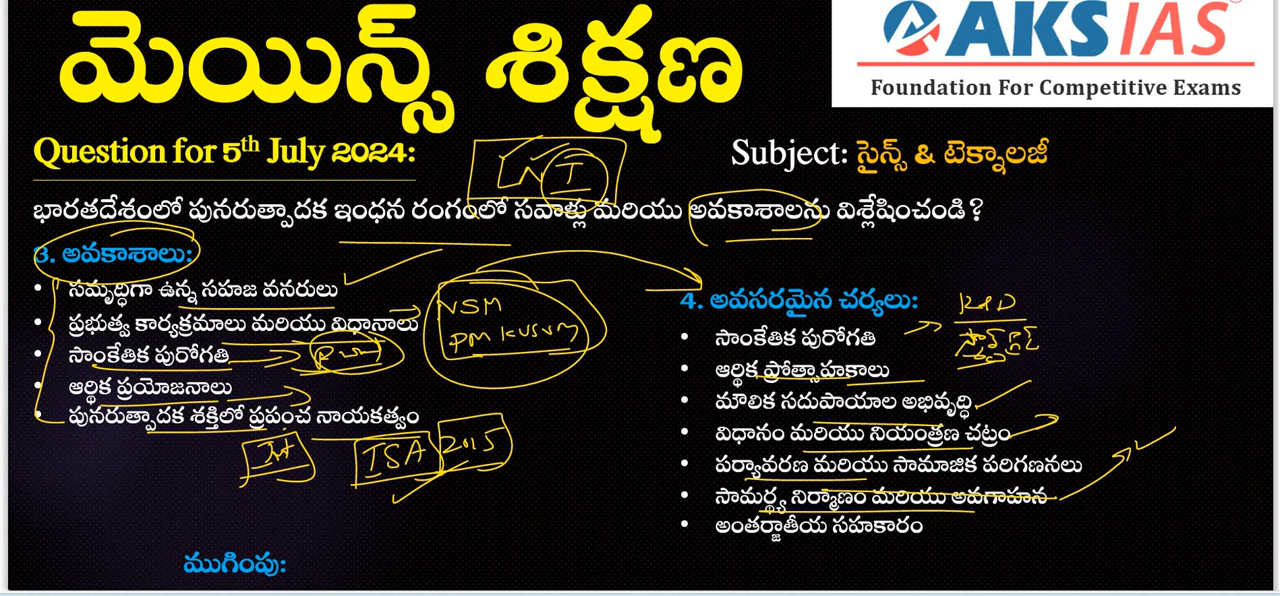 మెయిన్స్ శిక్షణ
AKS IAS
Foundation For Competitive Exams
Question for 5th July 2024:
Subject: సైన్స్ & టెక్నాలజీ
భారతదేశంలో పునరుత్పాదక ఇంధన రంగంలో సవాళ్లు మరియు అవకాశాలను విశ్లేషించండి?
3. అవకాశాలు:
• సమృద్ధిగా ఉన్న సహజ వనరులు
• ప్రభుత్వ కార్యక్రమాలు మరియు విధానాలు
• సాంకేతిక పురోగతి
• ఆర్థిక ప్రయోజనాలు
• పునరుత్పాదక శక్తిలో ప్రపంచ నాయకత్వం
NSM
PM KUSUM
ISA 2015
4. అవసరమైన చర్యలు:
• సాంకేతిక పురోగతి
• ఆర్థిక ప్రోత్సాహకాలు
• మౌలిక సదుపాయాల అభివృద్ధి
• విధానం మరియు నియంత్రణ చట్రం
• పర్యావరణ మరియు సామాజిక పరిగణనలు
• సామర్థ్య నిర్మాణం మరియు అవగాహన
• అంతర్జాతీయ సహకారం
ముగింపు: